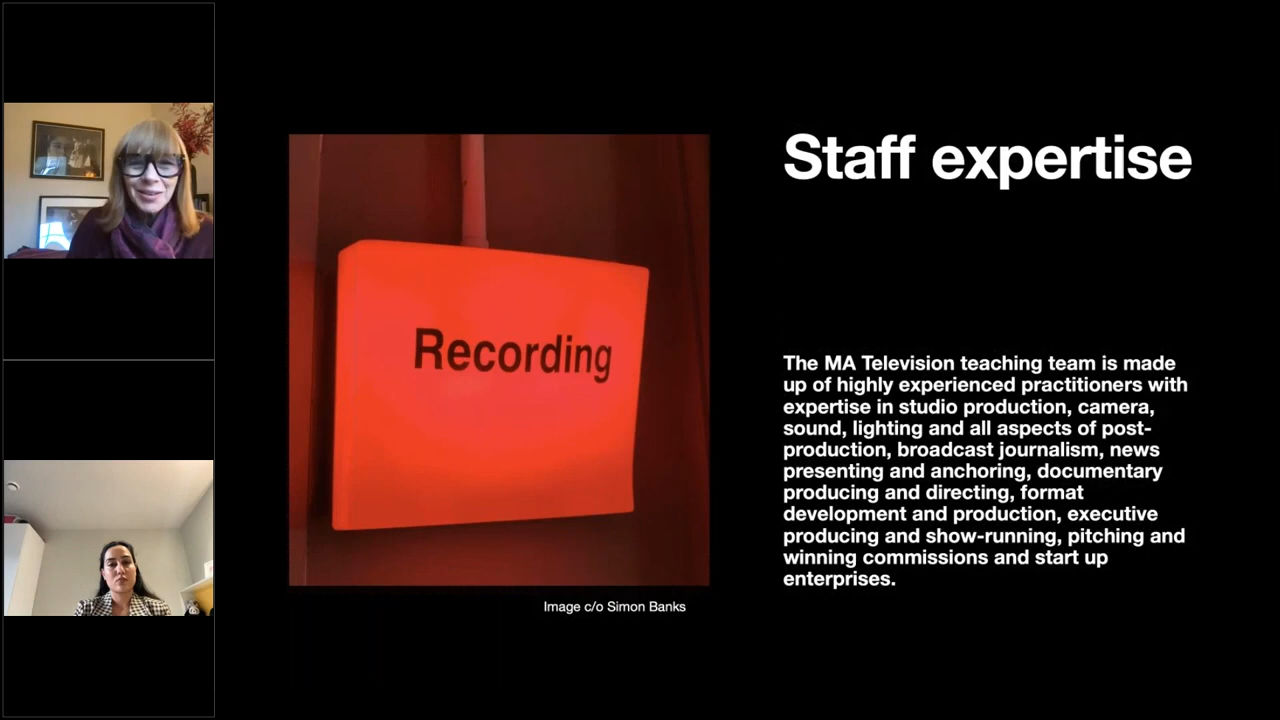 Staff expertise
Recording
The MA Television teaching team is made
up of highly experienced practitioners with
expertise in studio production, camera,
sound, lighting and all aspects of post-
production, broadcast journalism, news
presenting and anchoring, documentary
producing and directing, format
development and production, executive
producing and show-running, pitching and
winning commissions and start up
enterprises.
Image c/o Simon Banks